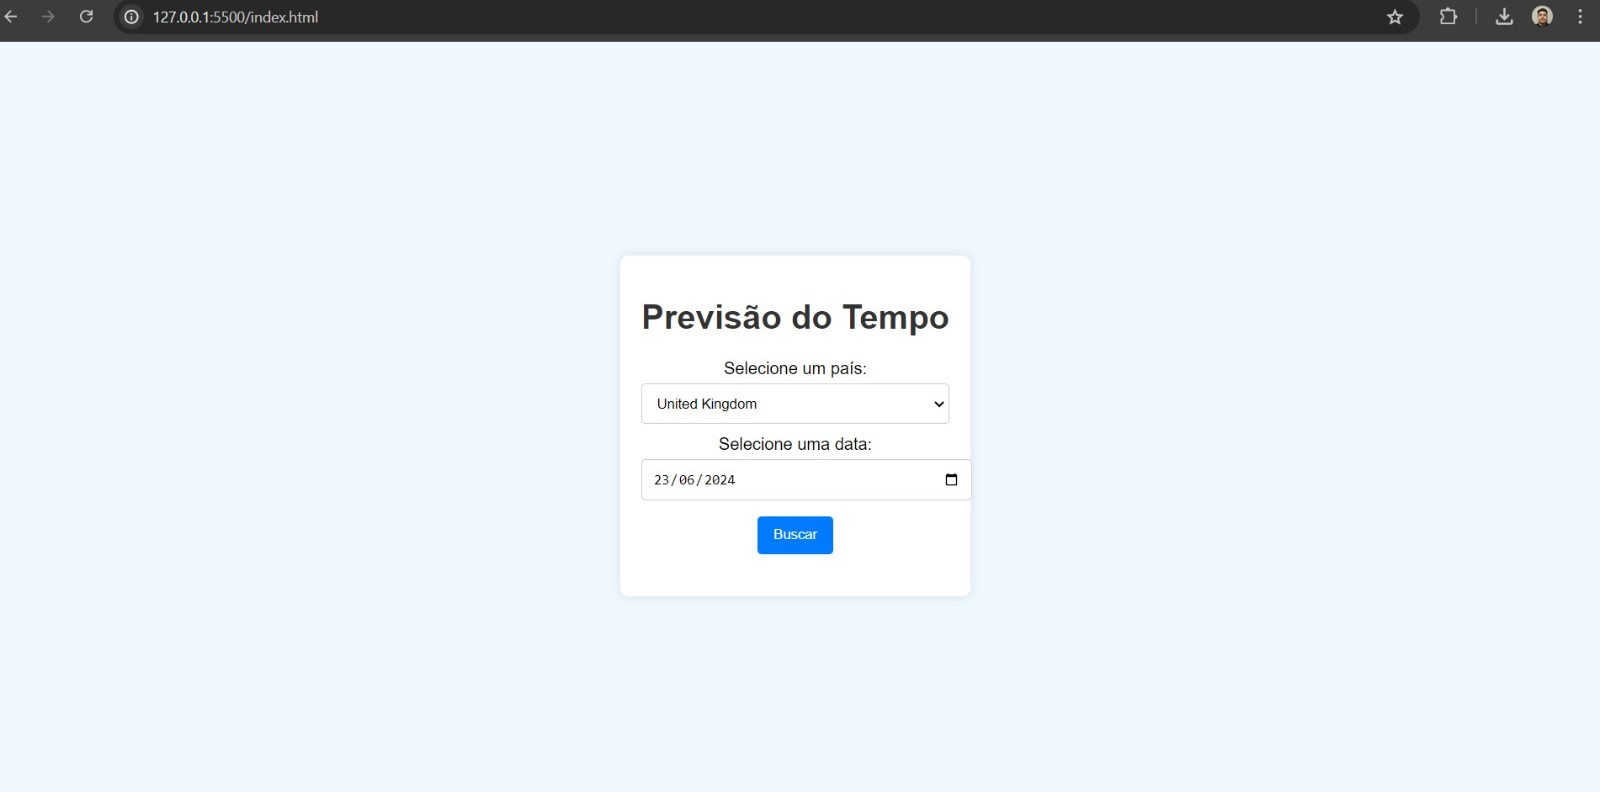 127.0.0.1:5500/index.html
Previsão do Tempo
Selecione um país:
United Kingdom
Selecione uma data:
23/06/2024
Buscar